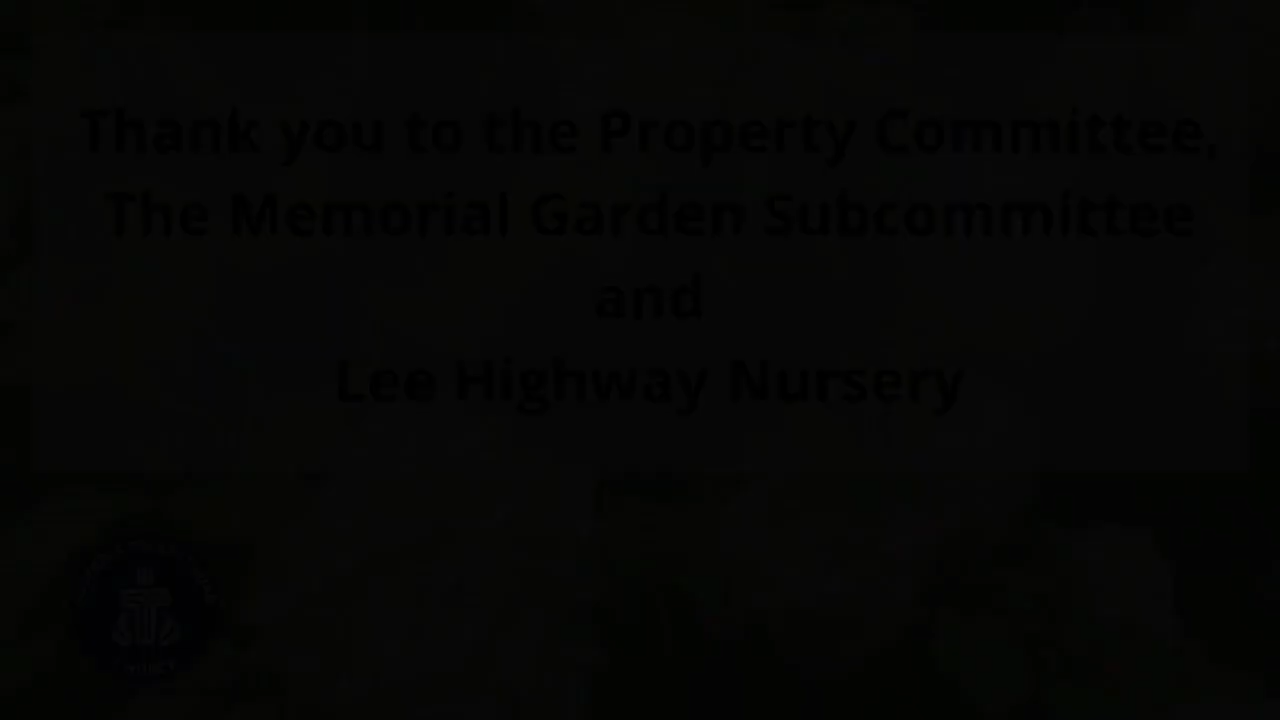 Thank you to the Property Committee,
The Memorial Garden Subcommittee
and
Lee Highway Nursery